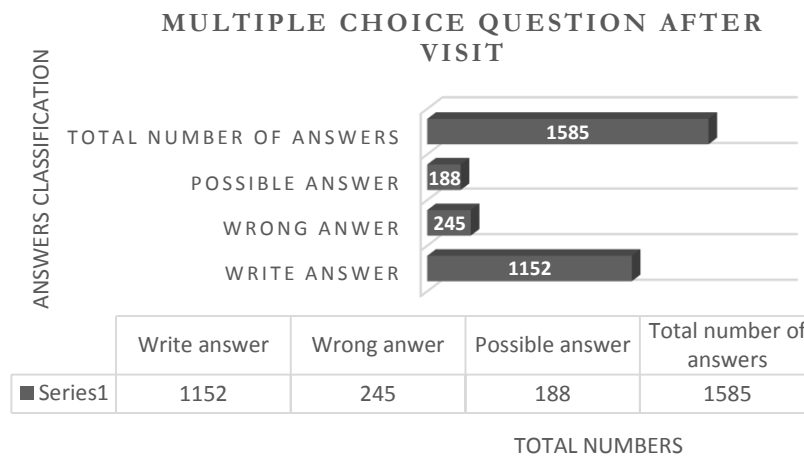 MULTIPLE CHOICE QUESTION AFTER
VISIT
ANSWERS CLASSIFICATION
TOTAL NUMBER OF ANSWERS
1585
POSSIBLE ANSWER
188
WRONG ANWER
245
WRITE ANSWER
1152
Write answer Wrong anwer Possible answer Total number of
answers
Series1 1152 245 188 1585
TOTAL NUMBERS